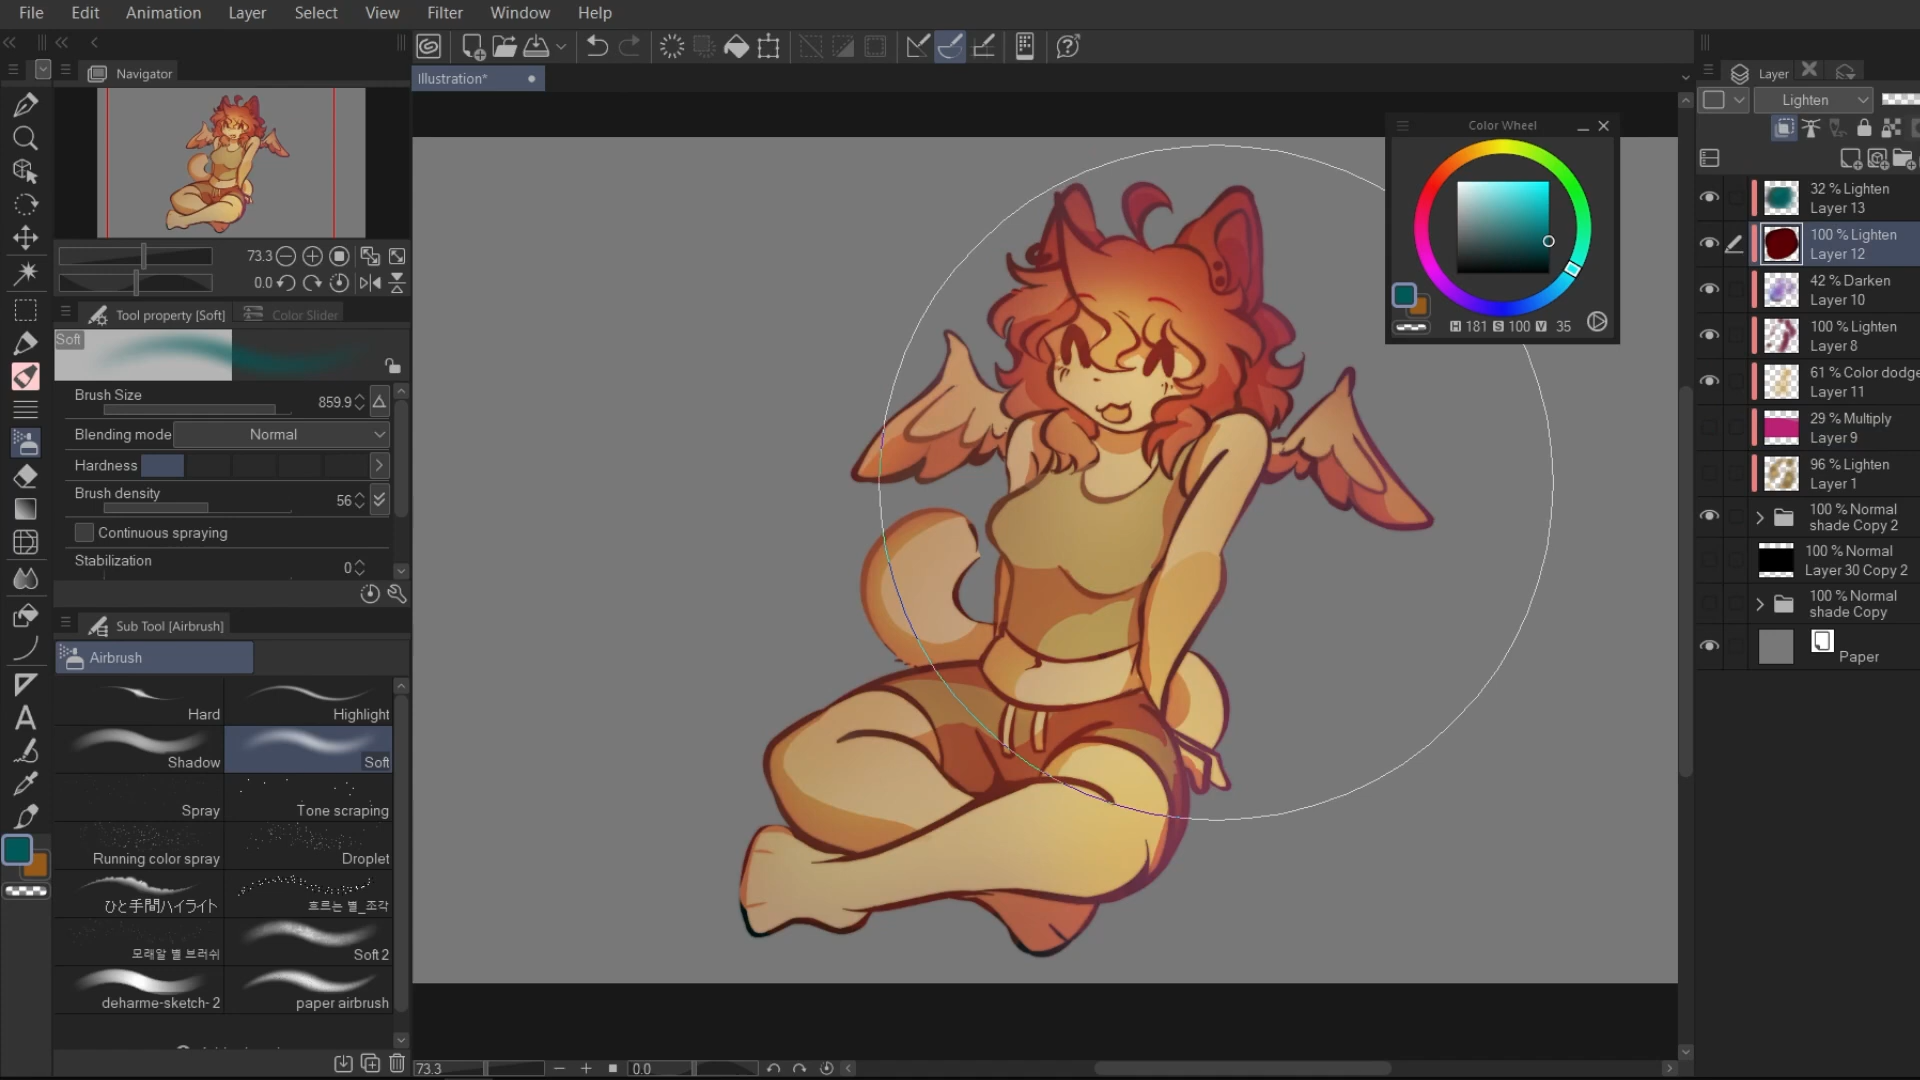 File Edit Animation Layer Select View Filter Window Help
Navigator
Illustration*
73.3
0.0
Tool property [Soft]
Color Slider
Soft
Brush Size 859.9
Blending mode Normal
Hardness
Brush density 56
Continuous spraying
Stabilization 0
Sub Tool [Airbrush]
Airbrush
Hard
Highlight
Shadow
Soft
Spray
Tone scraping
Running color spray
Droplet
ひと手間ハイライト
흐르는 별_조각
모래알 별 브러쉬
Soft 2
deharme-sketch- 2
paper airbrush
73.3
0.0
Color Wheel
H 181 S 100 V 35
Layer
Lighten
32 % Lighten
Layer 13
100 % Lighten
Layer 12
42 % Darken
Layer 10
100 % Lighten
Layer 8
61 % Color dodge
Layer 11
29 % Multiply
Layer 9
96 % Lighten
Layer 1
100 % Normal
shade Copy 2
100 % Normal
Layer 30 Copy 2
100 % Normal
shade Copy
Paper